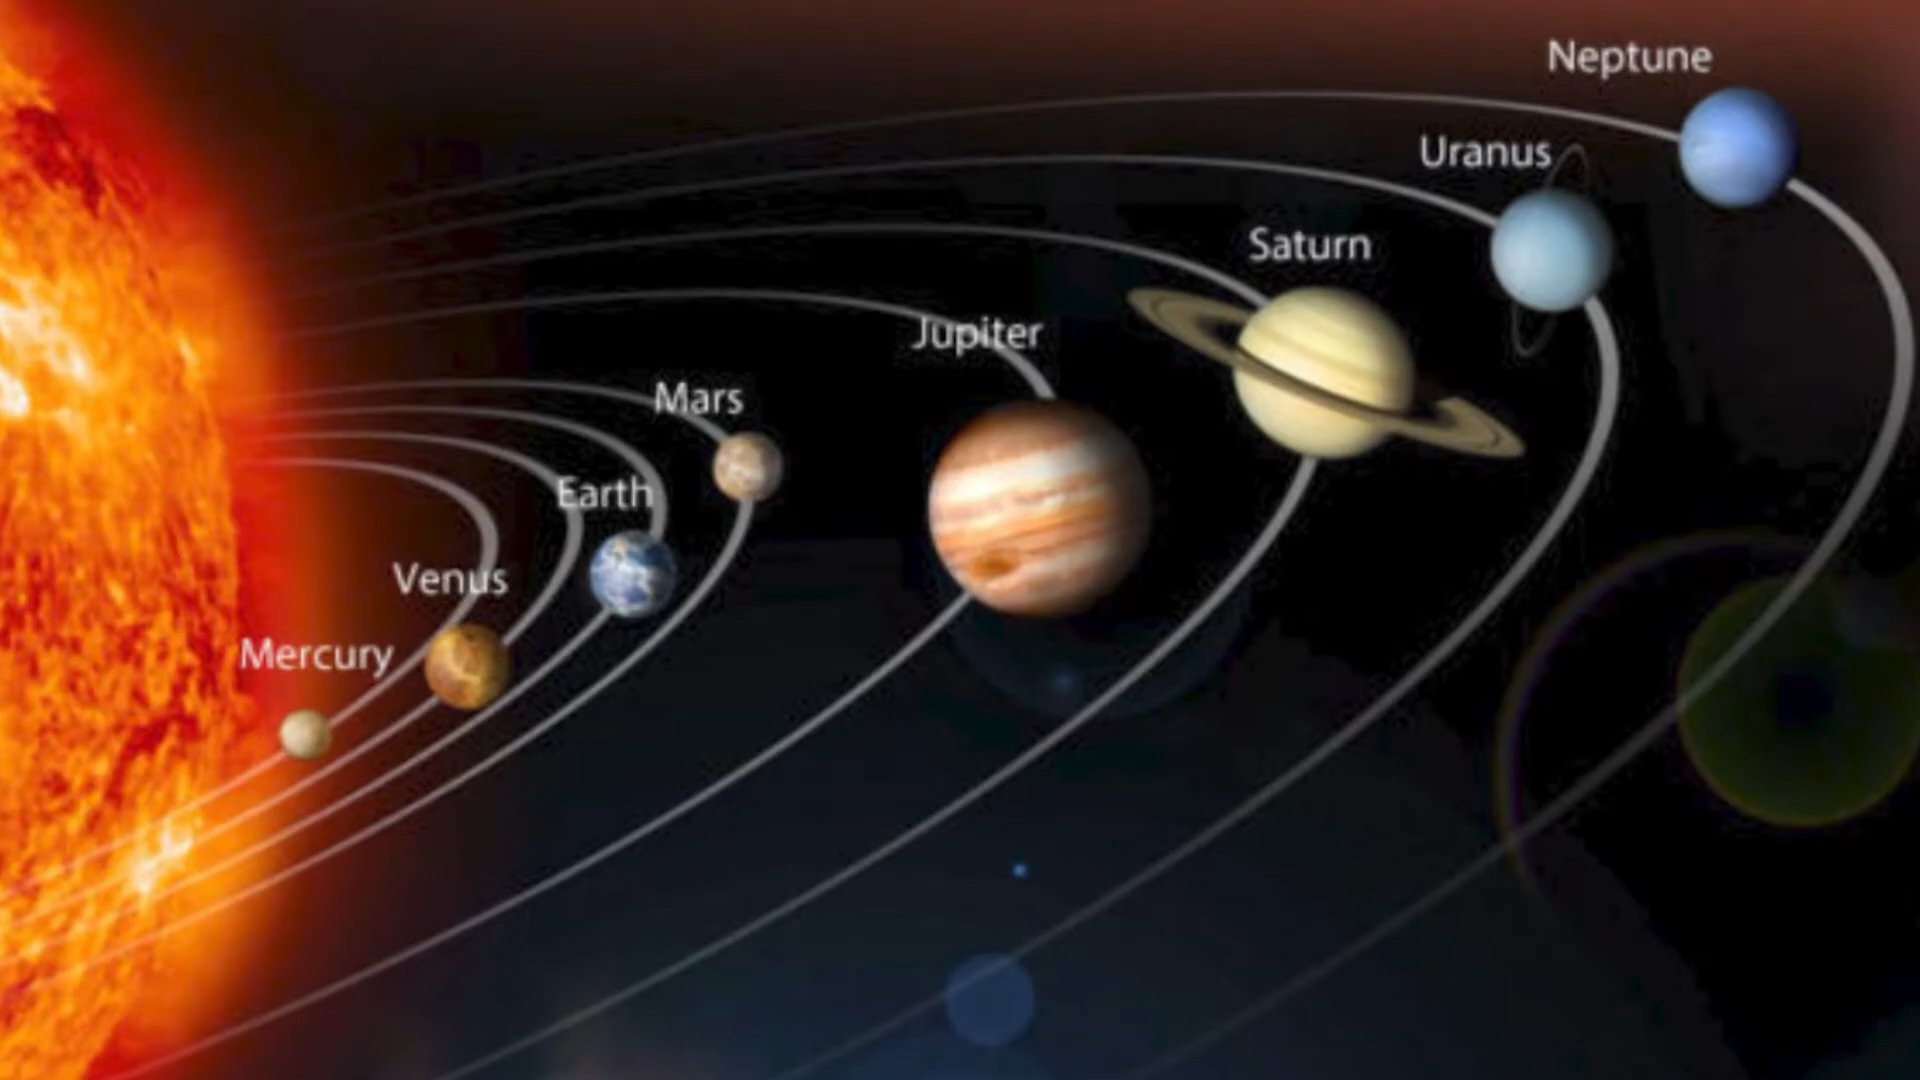 Neptune
Uranus
Saturn
Jupiter
Mars
Earth
Venus
Mercury